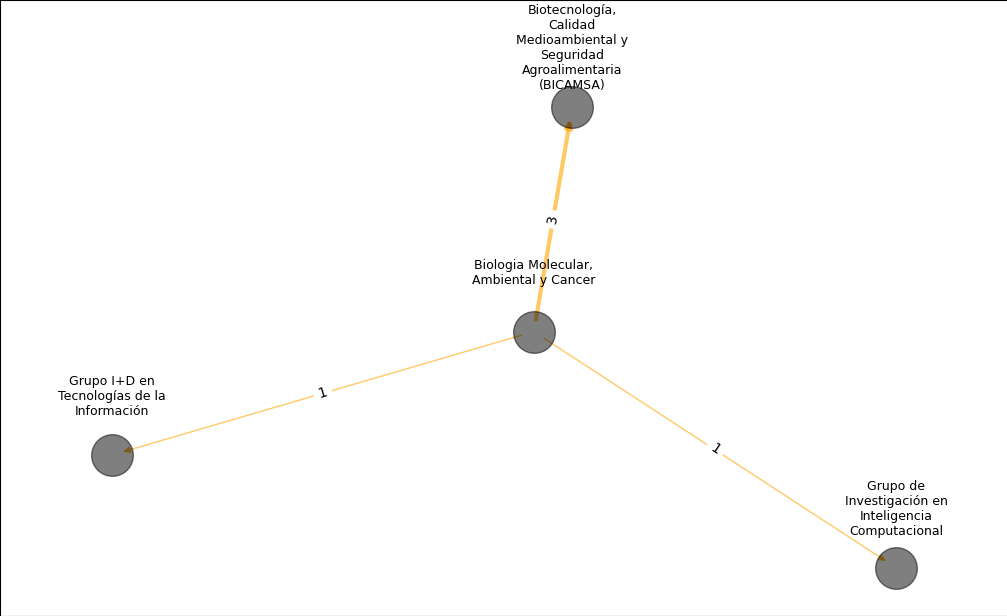 Biotecnología,
Calidad
Medioambiental y
Seguridad
Agroalimentaria
(BICAMSA)
3
Biologia Molecular,
Ambiental y Cancer
Grupo I+D en
Tecnologías de la
Información
1
1
Grupo de
Investigación en
Inteligencia
Computacional